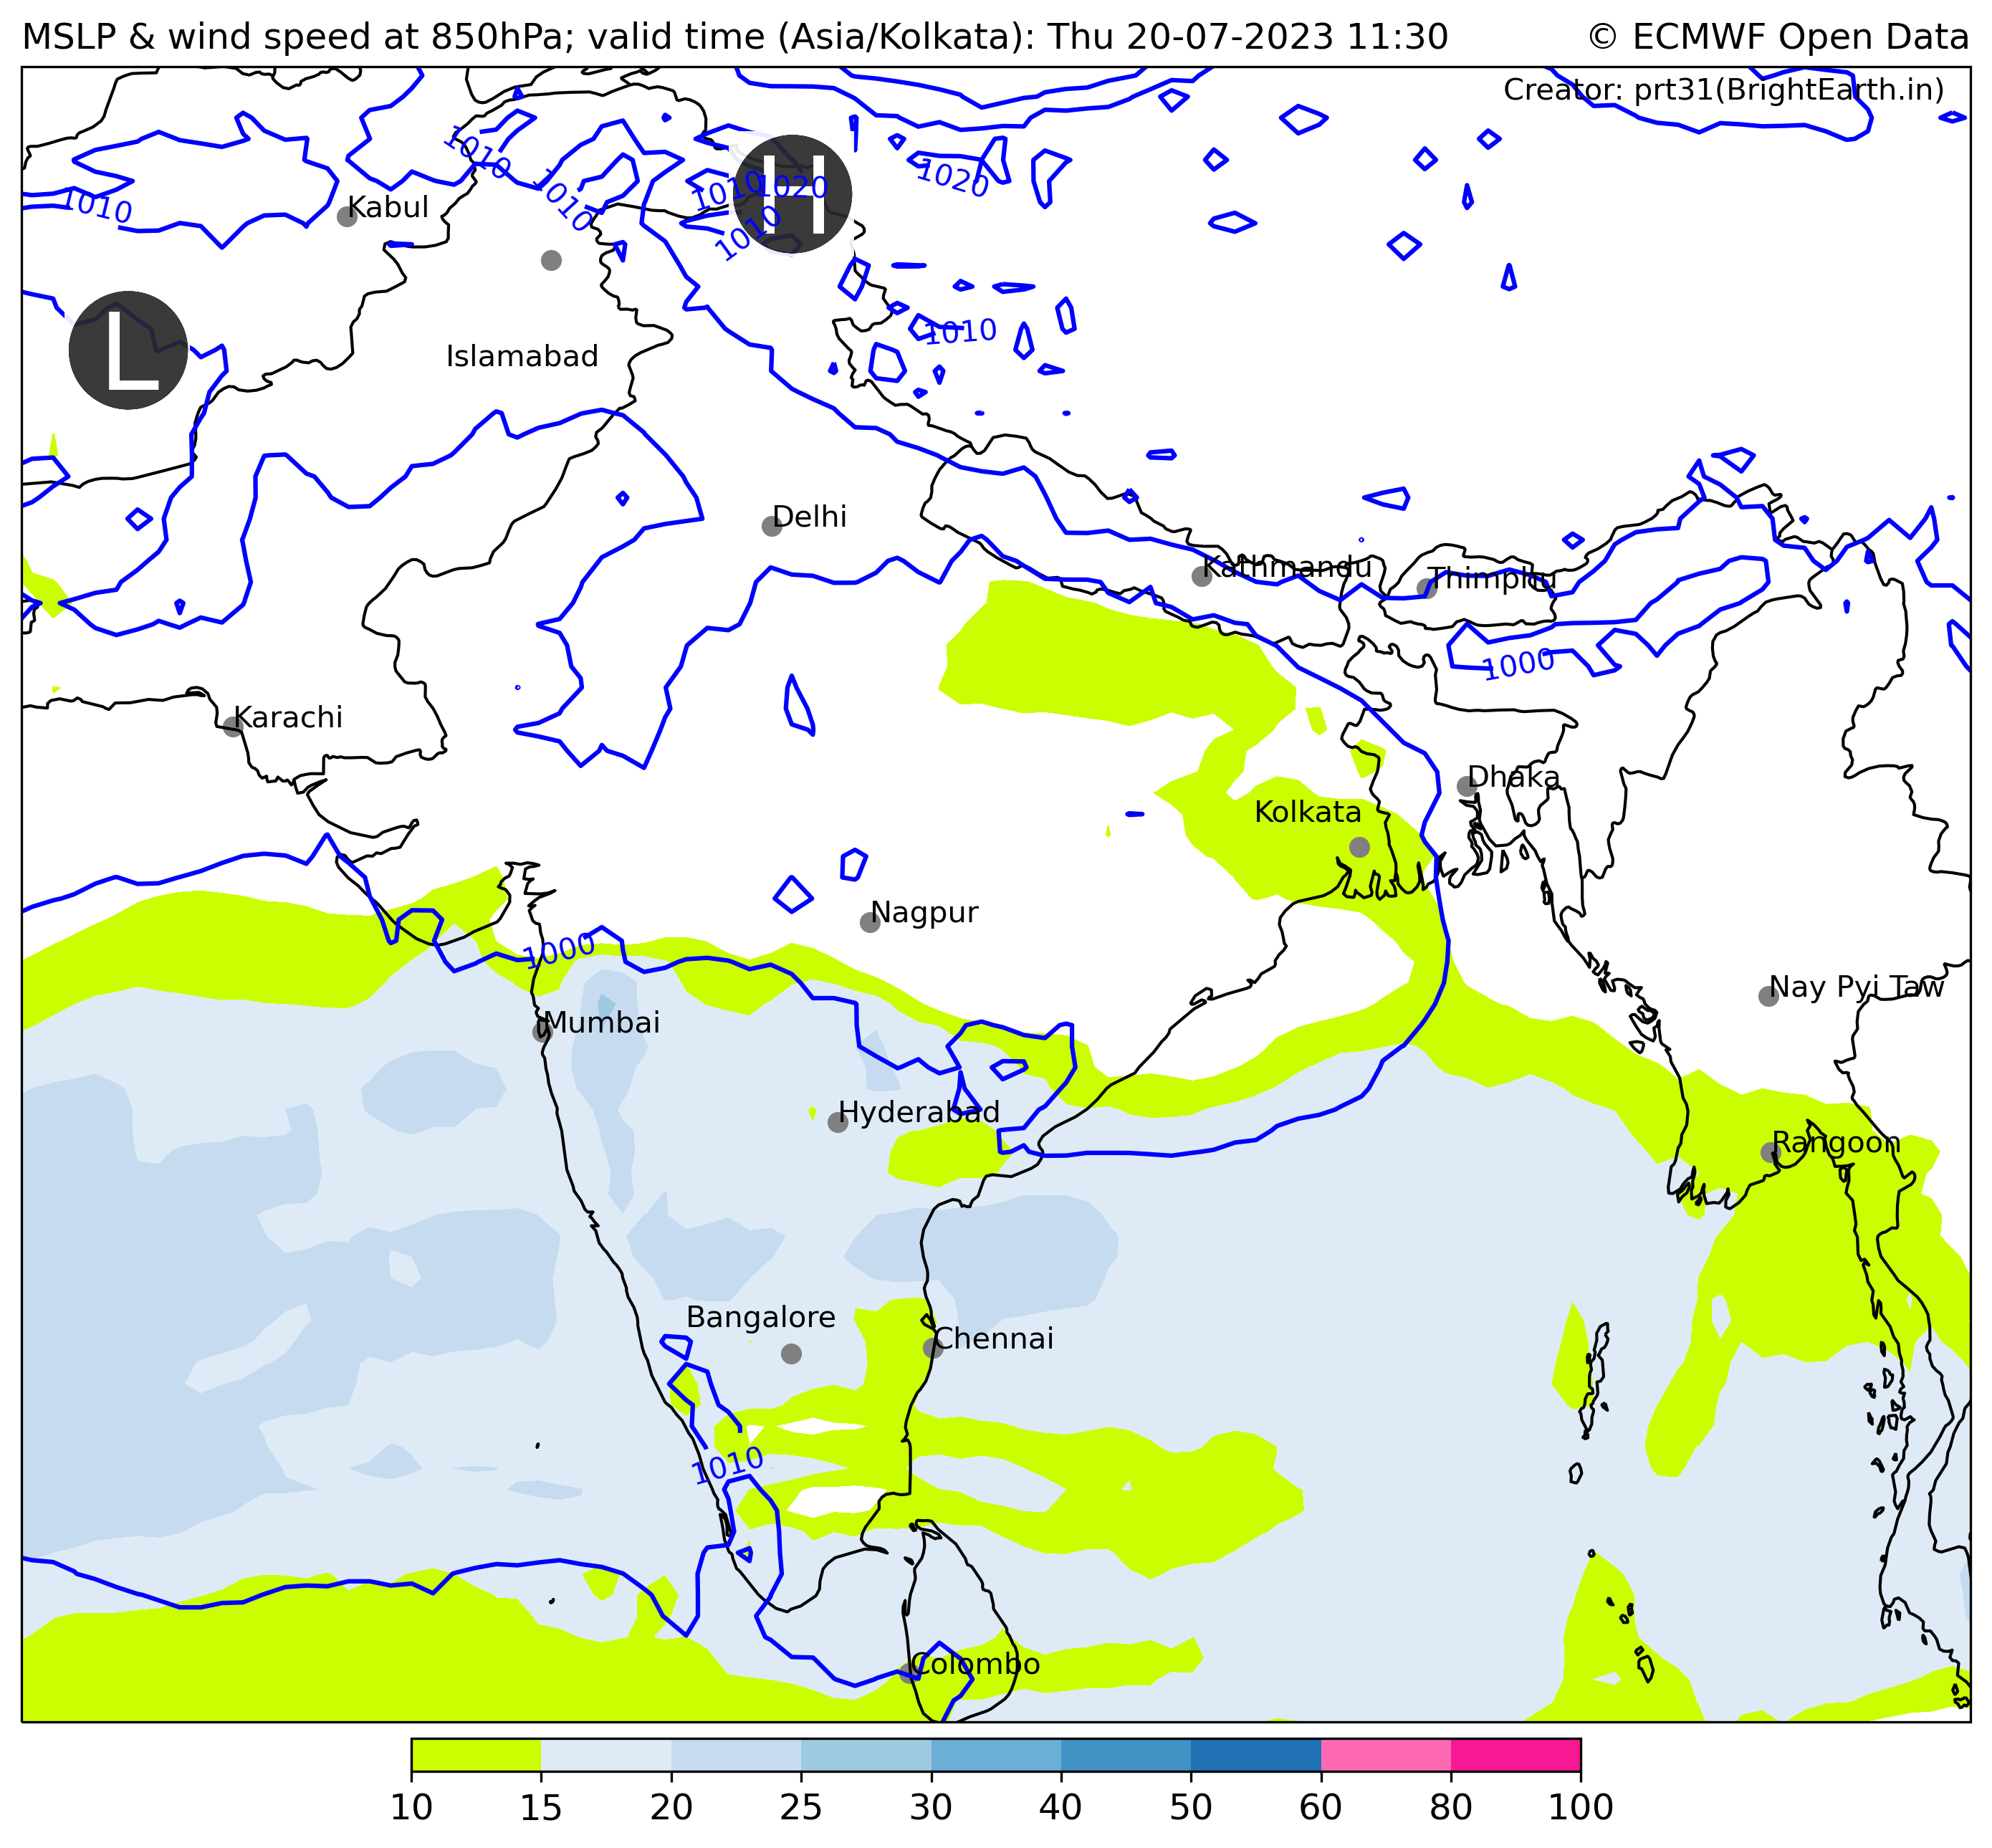 MSLP & wind speed at 850hPa; valid time (Asia/Kolkata): Thu 20-07-2023 11:30
© ECMWF Open Data
Creator: prt31(BrightEarth.in)
1010
1010
1010
1020
1020
1010
H
1010
Kabul
L
1010
Islamabad
Delhi
Kathmandu
Thimphu
1000
Karachi
Dhaka
Kolkata
Nagpur
1000
Nay Pyi Taw
Mumbai
Hyderabad
Rangoon
Bangalore
Chennai
1010
Colombo
10 15 20 25 30 40 50 60 80 100